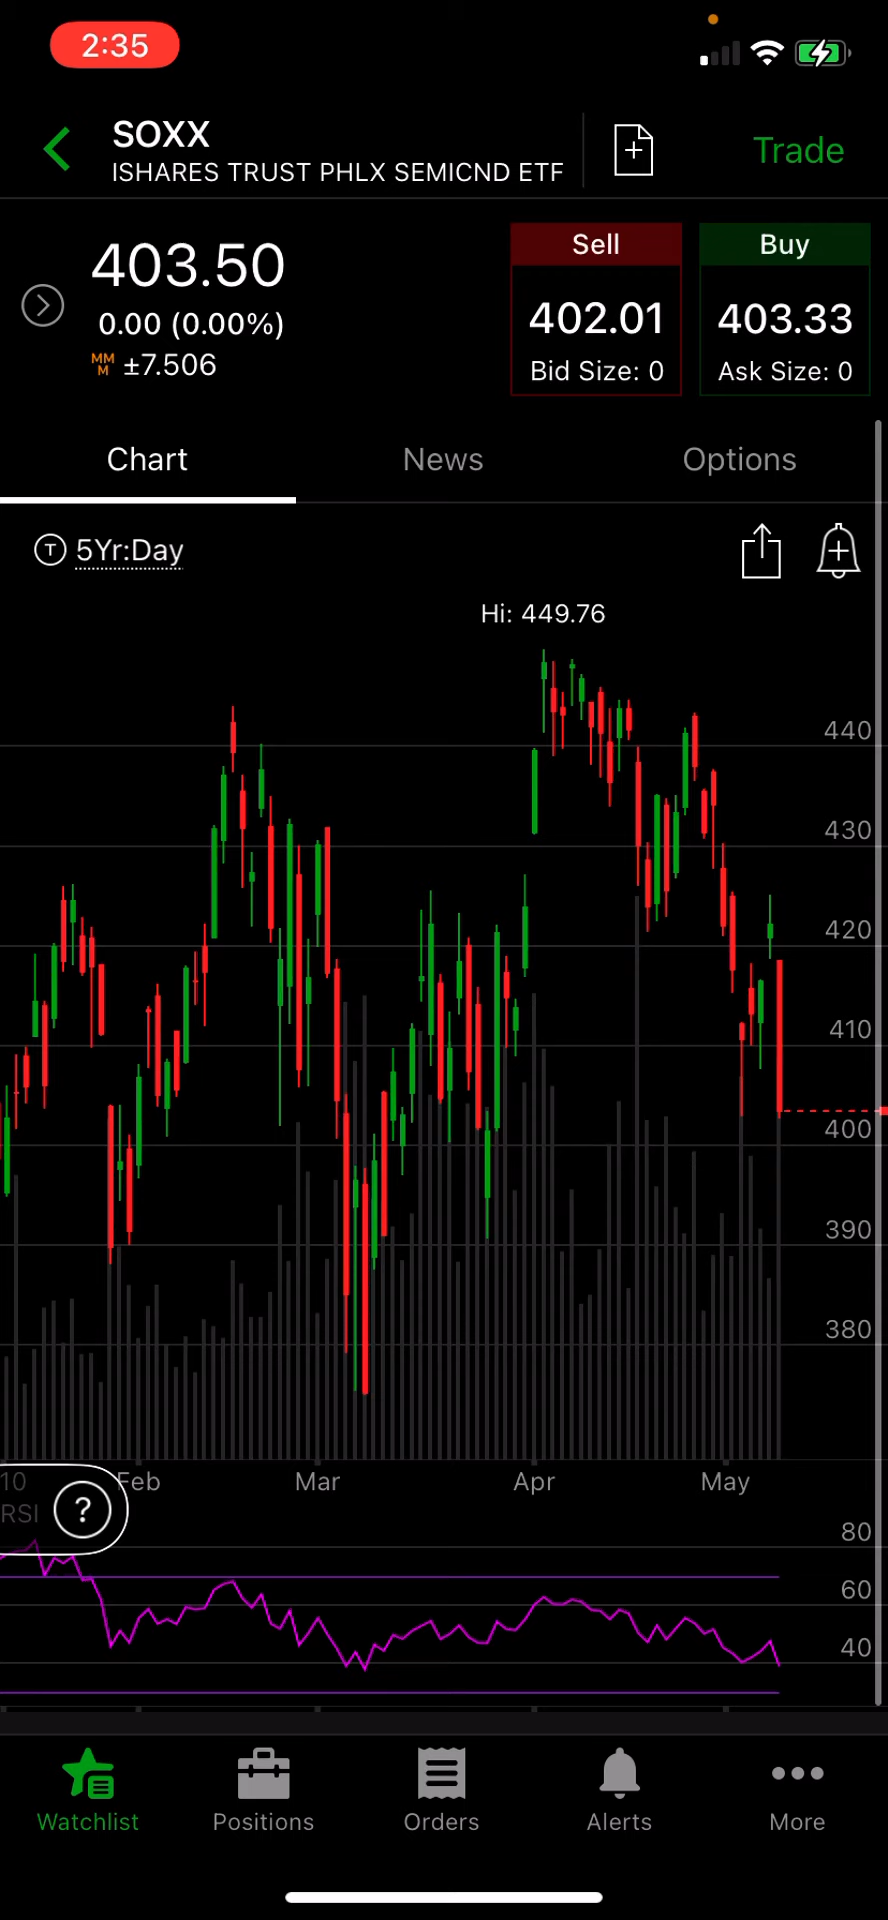 2:35
SOXX
ISHARES TRUST PHLX SEMICND ETF
Trade
403.50
0.00 (0.00%)
MM
M
±7.506
Sell
402.01
Bid Size: 0
Buy
403.33
Ask Size: 0
Chart
News
Options
T
5Yr:Day
Hi: 449.76
440
430
420
410
400
390
380
10
Feb
Mar
Apr
May
RSI
?
80
60
40
Watchlist
Positions
Orders
Alerts
More